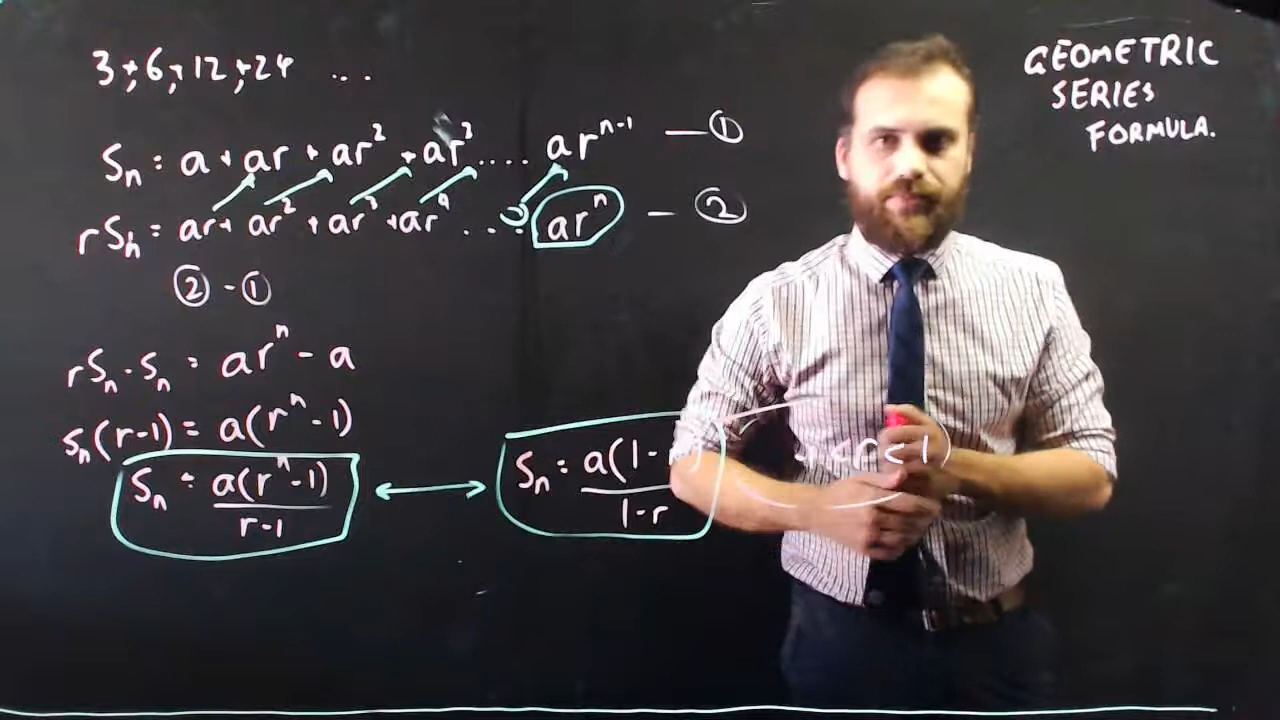 3 + 6 + 12 + 24 ...
GEOMETRIC
SERIES
FORMULA.
Sₙ = a + ar + ar² + ar³ .... arⁿ⁻¹ — ①
rSₙ = ar + ar² + ar³ + ar⁴ .... arⁿ — ②
② - ①
rSₙ - Sₙ = arⁿ - a
Sₙ(r-1) = a(rⁿ-1)
Sₙ = a(rⁿ-1)/r-1
Sₙ = a(1- )/1-r
<r<1